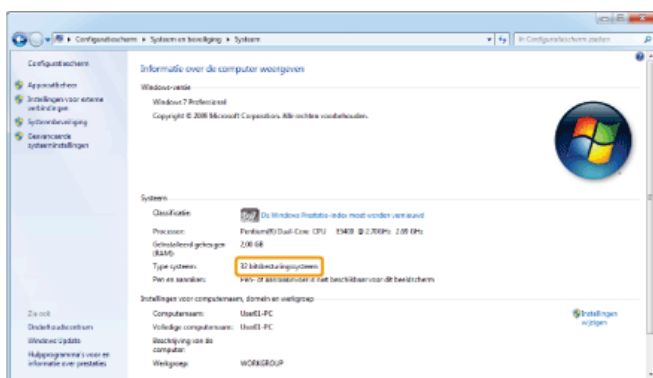 Configuratiescherm ▸ Systeem en beveiliging ▸ Systeem
In Configuratiescherm zoeken
Configuratiescherm
Apparaatbeheer
Instellingen voor externe
verbindingen
Systeembeveiliging
Geavanceerde
systeeminstellingen
Zie ook
Onderhoudscentrum
Windows Update
Hulpprogramma's voor en
informatie over prestaties
Informatie over de computer weergeven
Windows-versie
Windows 7 Professional
Copyright © 2009 Microsoft Corporation. Alle rechten voorbehouden.
Systeem
Classificatie:
De Windows Prestatie-index moet worden vernieuwd
Processor: Pentium(R) Dual-Core CPU E5400 @ 2.70GHz 2.69 GHz
Geïnstalleerd geheugen 2,00 GB
(RAM):
Type systeem: 32-bitsbesturingssysteem
Pen en aanraken: Pen- of aanraakinvoer is niet beschikbaar voor dit beeldscherm
Instellingen voor computernaam, domein en werkgroep
Computernaam: User01-PC
Volledige computernaam: User01-PC
Beschrijving van de
computer:
Werkgroep: WORKGROUP
Instellingen
wijzigen